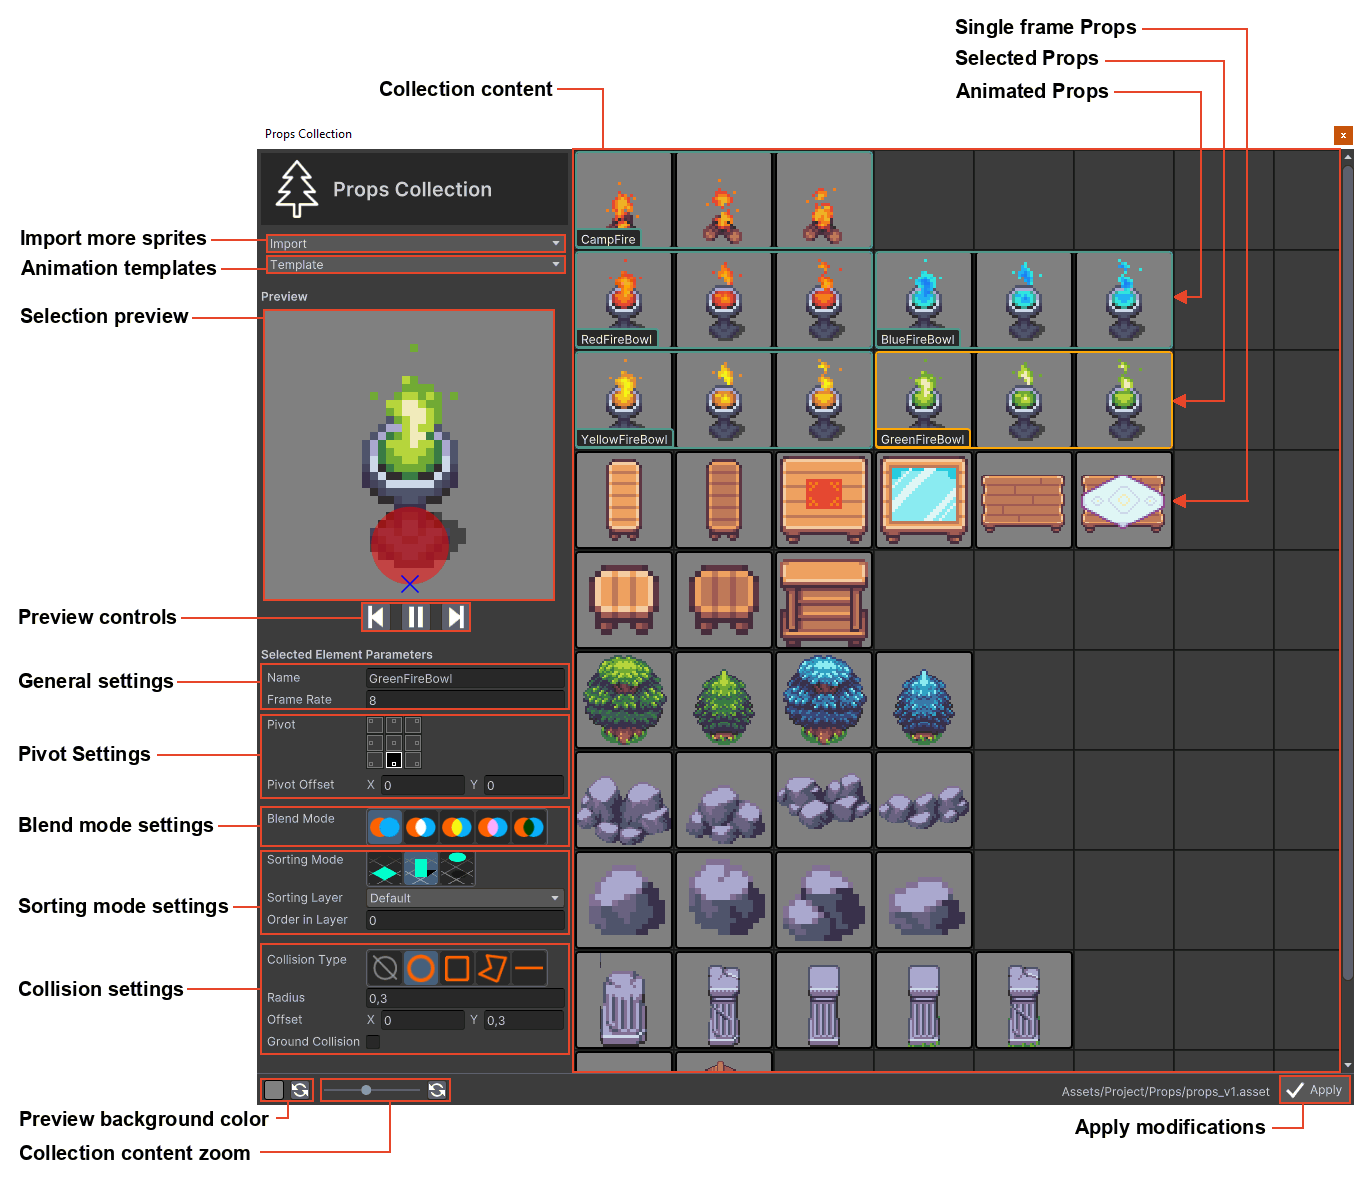 Single frame Props
Selected Props
Collection content
Animated Props
Props Collection
x
Props Collection
Import more sprites
Import
CampFire
Animation templates
Template
Preview
Selection preview
RedFireBowl
BlueFireBowl
YellowFireBowl
GreenFireBowl
Preview controls
Selected Element Parameters
General settings
Name
GreenFireBowl
Frame Rate
8
Pivot
Pivot Settings
Pivot Offset
X 0
Y 0
Blend mode settings
Blend Mode
Sorting Mode
Sorting Layer
Default
Sorting mode settings
Order in Layer
0
Collision Type
Collision settings
Radius
0,3
Offset
X 0
Y 0,3
Ground Collision
Assets/Project/Props/props_v1.asset
Apply
Preview background color
Apply modifications
Collection content zoom